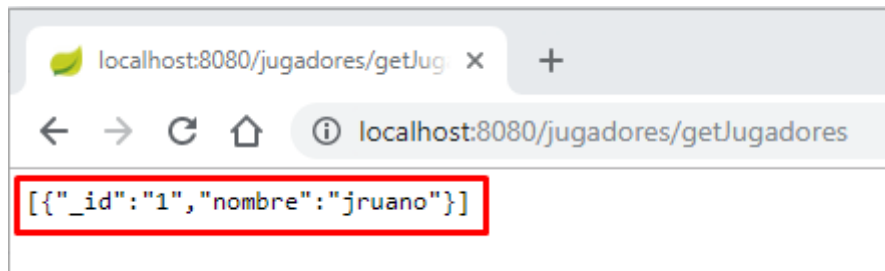 localhost:8080/jugadores/getJug
localhost:8080/jugadores/getJugadores
[{"_id":"1","nombre":"jruano"}]